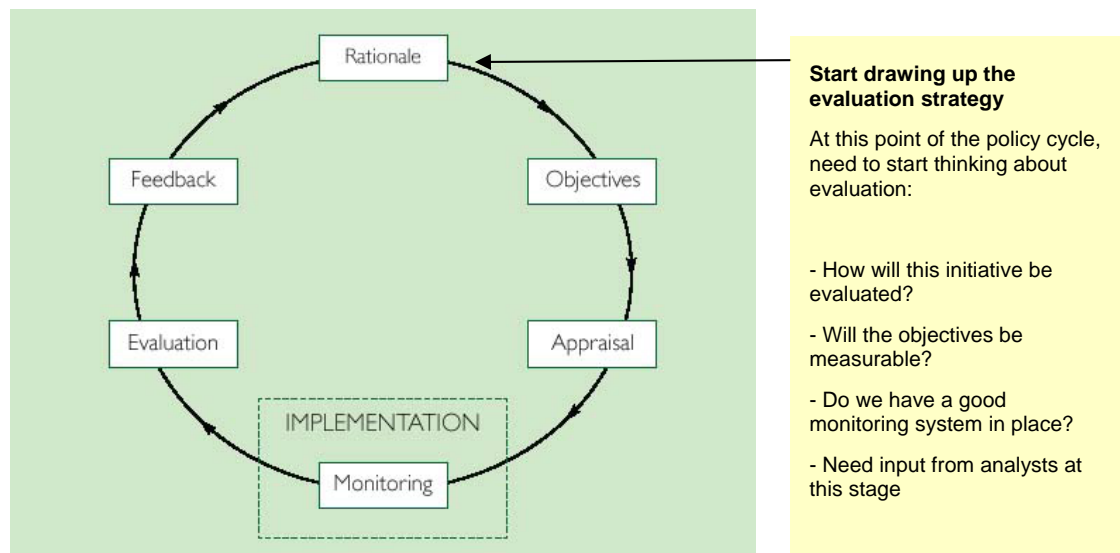 Rationale
Objectives
Appraisal
IMPLEMENTATION
Monitoring
Evaluation
Feedback
Start drawing up the
evaluation strategy
At this point of the policy cycle,
need to start thinking about
evaluation:
- How will this initiative be
evaluated?
- Will the objectives be
measurable?
- Do we have a good
monitoring system in place?
- Need input from analysts at
this stage